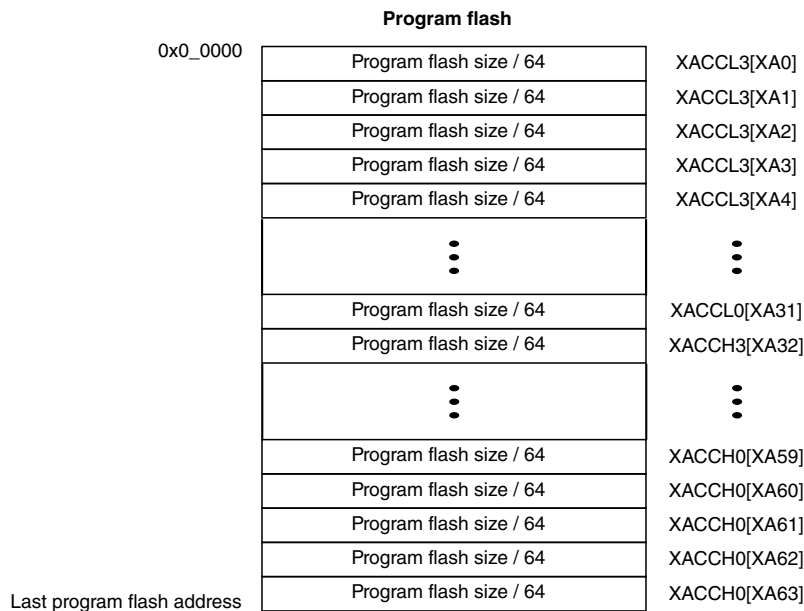 Program flash
0x0_0000
Program flash size / 64 XACCL3[XA0]
Program flash size / 64 XACCL3[XA1]
Program flash size / 64 XACCL3[XA2]
Program flash size / 64 XACCL3[XA3]
Program flash size / 64 XACCL3[XA4]
Program flash size / 64 XACCL0[XA31]
Program flash size / 64 XACCH3[XA32]
Program flash size / 64 XACCH0[XA59]
Program flash size / 64 XACCH0[XA60]
Program flash size / 64 XACCH0[XA61]
Program flash size / 64 XACCH0[XA62]
Program flash size / 64 XACCH0[XA63]
Last program flash address